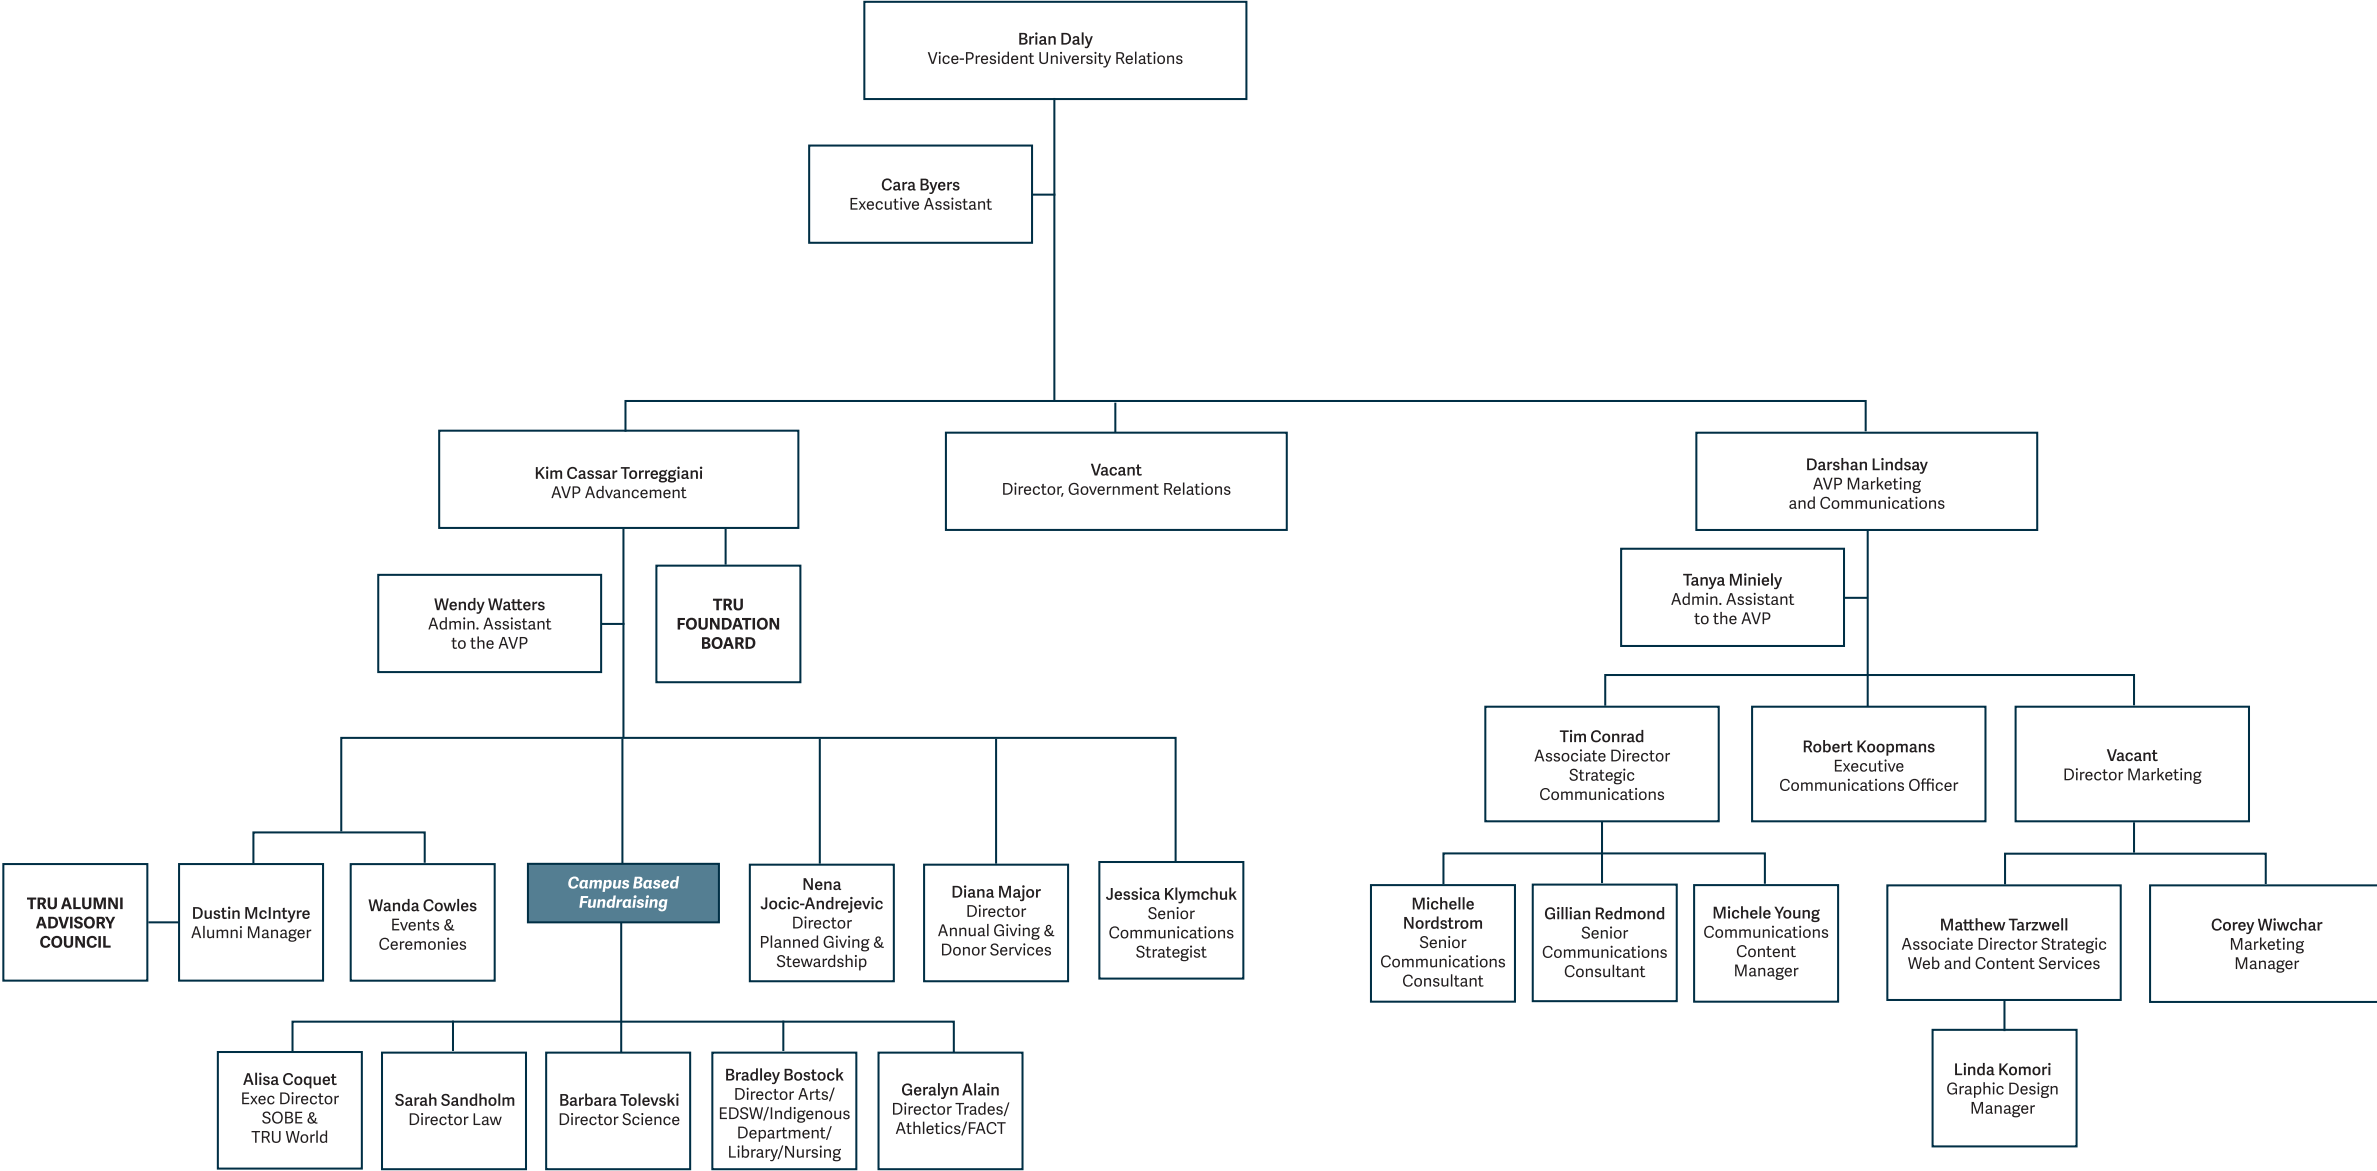 Brian Daly
Vice-President University Relations
Cara Byers
Executive Assistant
Kim Cassar Torreggiani
AVP Advancement
Vacant
Director, Government Relations
Darshan Lindsay
AVP Marketing
and Communications
Wendy Watters
Admin. Assistant
to the AVP
TRU
FOUNDATION
BOARD
Tanya Miniely
Admin. Assistant
to the AVP
Tim Conrad
Associate Director
Strategic
Communications
Robert Koopmans
Executive
Communications Officer
Vacant
Director Marketing
TRU ALUMNI
ADVISORY
COUNCIL
Dustin McIntyre
Alumni Manager
Wanda Cowles
Events &
Ceremonies
Campus Based
Fundraising
Nena
Jocic-Andrejevic
Director
Planned Giving &
Stewardship
Diana Major
Director
Annual Giving &
Donor Services
Jessica Klymchuk
Senior
Communications
Strategist
Michelle
Nordstrom
Senior
Communications
Consultant
Gillian Redmond
Senior
Communications
Consultant
Michele Young
Communications
Content
Manager
Matthew Tarzwell
Associate Director Strategic
Web and Content Services
Corey Wiwchar
Marketing
Manager
Alisa Coquet
Exec Director
SOBE &
TRU World
Sarah Sandholm
Director Law
Barbara Tolevski
Director Science
Bradley Bostock
Director Arts/
EDSW/Indigenous
Department/
Library/Nursing
Geralyn Alain
Director Trades/
Athletics/FACT
Linda Komori
Graphic Design
Manager